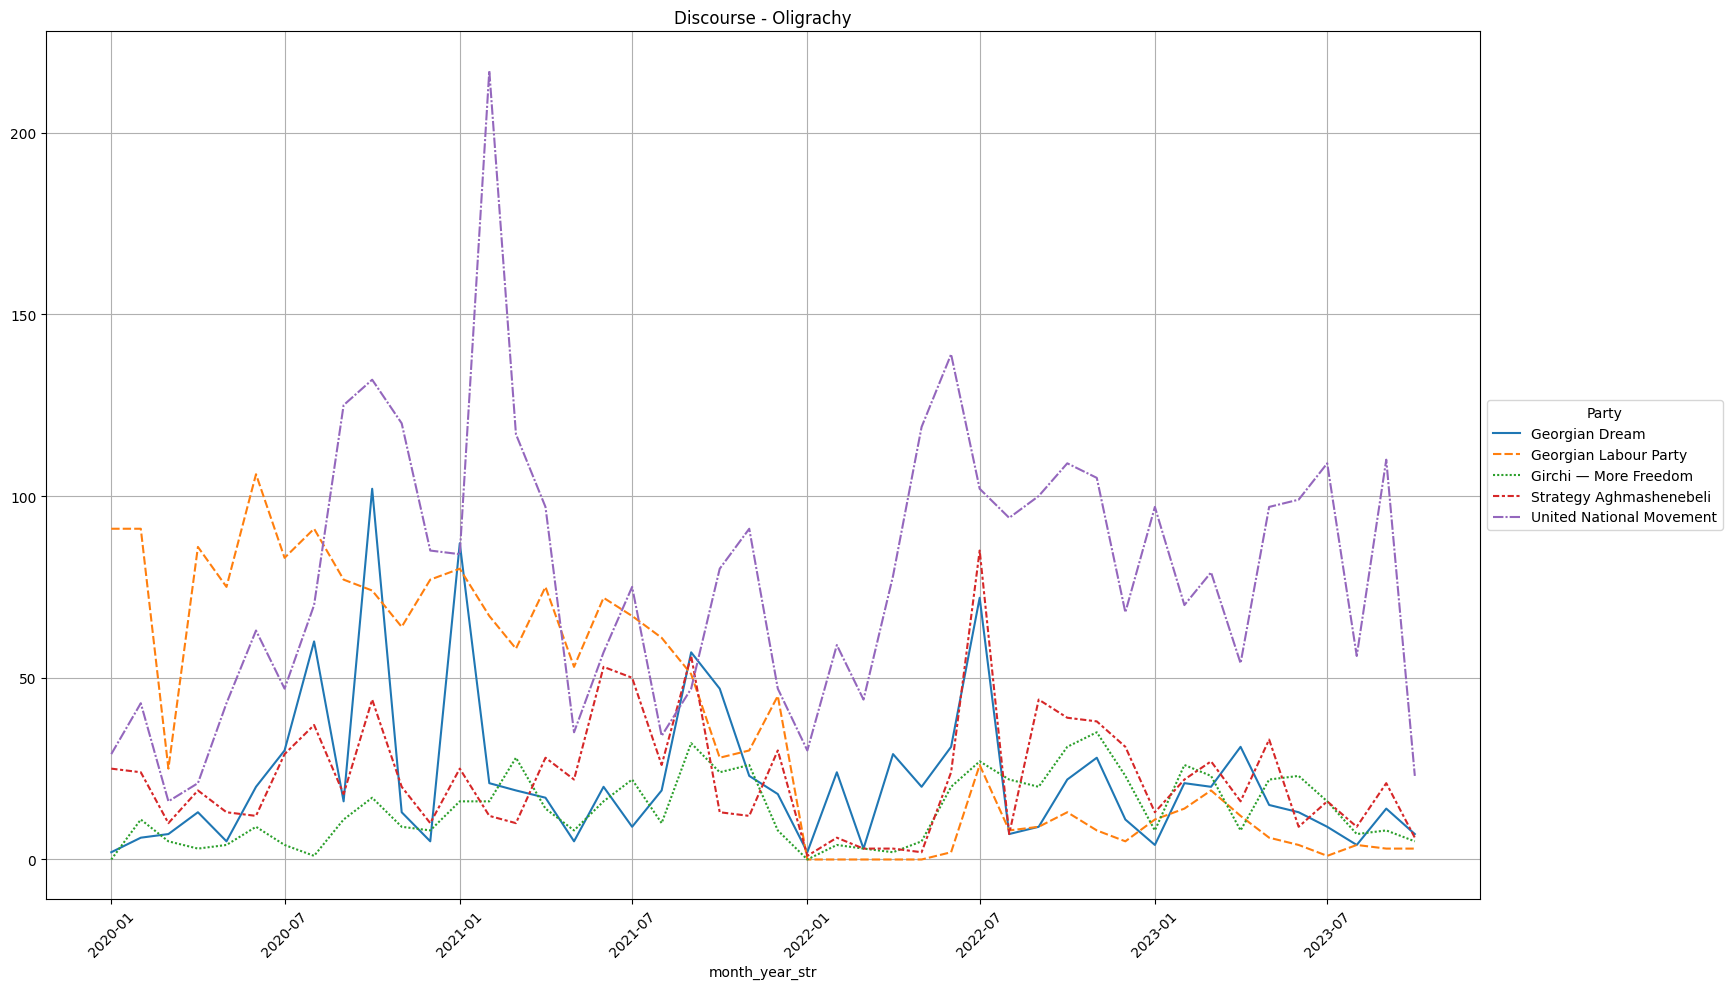 Discourse - Oligrachy
200
150
100
50
0
2020-01
2020-07
2021-01
2021-07
2022-01
2022-07
2023-01
2023-07
month_year_str
Party
Georgian Dream
Georgian Labour Party
Girchi — More Freedom
Strategy Aghmashenebeli
United National Movement